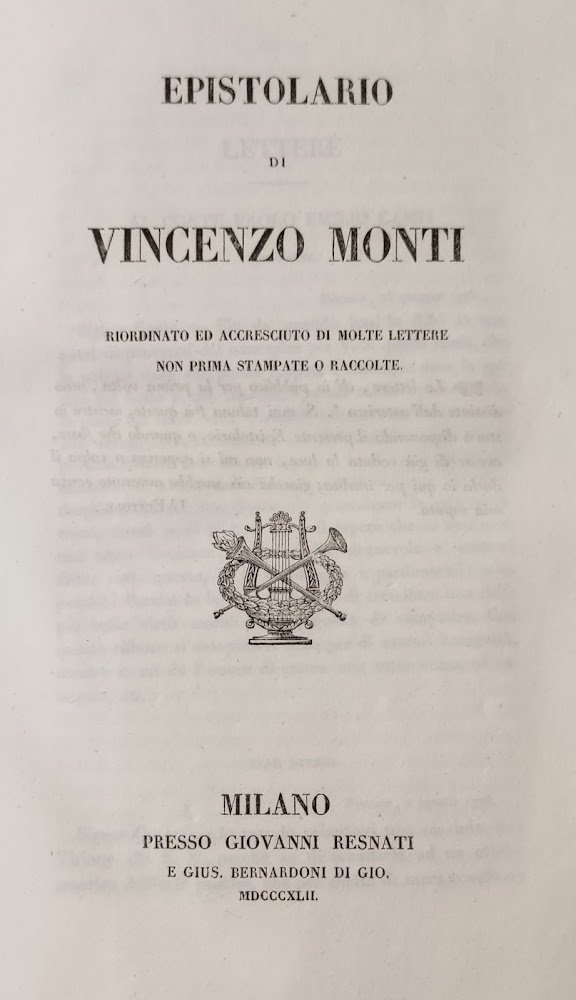 EPISTOLARIO
DI
VINCENZO MONTI
RIORDINATO ED ACCRESCIUTO DI MOLTE LETTERE
NON PRIMA STAMPATE O RACCOLTE.
MILANO
PRESSO GIOVANNI RESNATI
E GIUS. BERNARDONI DI GIO.
MDCCCXLII.